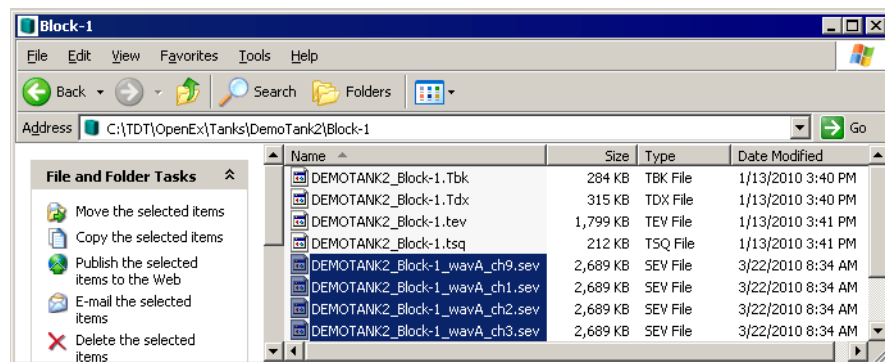 Block-1
File Edit View Favorites Tools Help
Back Search Folders
Address C:\TDT\OpenEx\Tanks\DemoTank2\Block-1 Go
File and Folder Tasks
Move the selected items
Copy the selected items
Publish the selected
items to the Web
E-mail the selected
items
Delete the selected
items
Name Size Type Date Modified
DEMOTANK2_Block-1.Tbk 284 KB TBK File 1/13/2010 3:40 PM
DEMOTANK2_Block-1.Tdx 315 KB TDX File 1/13/2010 3:40 PM
DEMOTANK2_Block-1.tev 1,799 KB TEV File 1/13/2010 3:41 PM
DEMOTANK2_Block-1.tsq 212 KB TSQ File 1/13/2010 3:41 PM
DEMOTANK2_Block-1_wavA_ch9.sev 2,689 KB SEV File 3/22/2010 8:34 AM
DEMOTANK2_Block-1_wavA_ch1.sev 2,689 KB SEV File 3/22/2010 8:34 AM
DEMOTANK2_Block-1_wavA_ch2.sev 2,689 KB SEV File 3/22/2010 8:34 AM
DEMOTANK2_Block-1_wavA_ch3.sev 2,689 KB SEV File 3/22/2010 8:34 AM